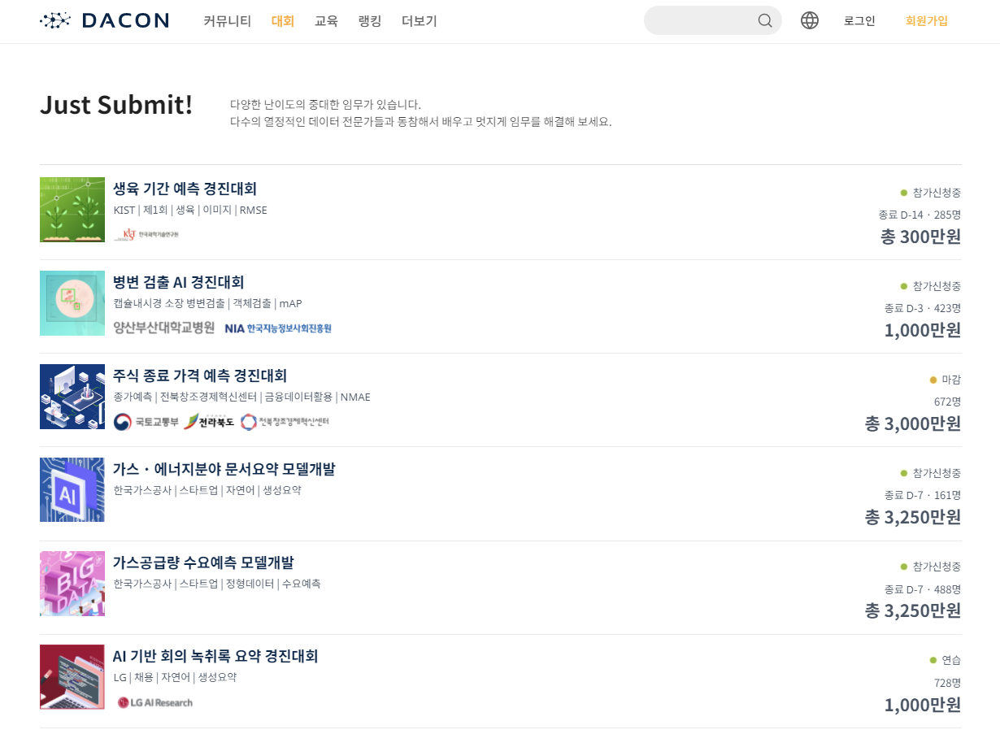 DACON
커뮤니티 대회 교육 랭킹 더보기 로그인 회원가입
Just Submit!
다양한 난이도의 중대한 임무가 있습니다.
다수의 열정적인 데이터 전문가들과 동참해서 배우고 멋지게 임무를 해결해 보세요.
생육 기간 예측 경진대회
KIST | 제1회 | 생육 | 이미지 | RMSE
KIST 한국과학기술연구원
참가신청중
종료 D-14 · 285명
총 300만원
병변 검출 AI 경진대회
캡슐내시경 소장 병변검출 | 객체검출 | mAP
양산부산대학교병원 NIA 한국지능정보사회진흥원
참가신청중
종료 D-3 · 423명
1,000만원
주식 종료 가격 예측 경진대회
종가예측 | 전북창조경제혁신센터 | 금융데이터활용 | NMAE
국토교통부 전라북도 전북창조경제혁신센터
마감
672명
총 3,000만원
AI
가스 · 에너지분야 문서요약 모델개발
한국가스공사 | 스타트업 | 자연어 | 생성요약
참가신청중
종료 D-7 · 161명
총 3,250만원
BIG
DATA
가스공급량 수요예측 모델개발
한국가스공사 | 스타트업 | 정형데이터 | 수요예측
참가신청중
종료 D-7 · 488명
총 3,250만원
AI 기반 회의 녹취록 요약 경진대회
LG | 채용 | 자연어 | 생성요약
LG AI Research
연습
728명
1,000만원